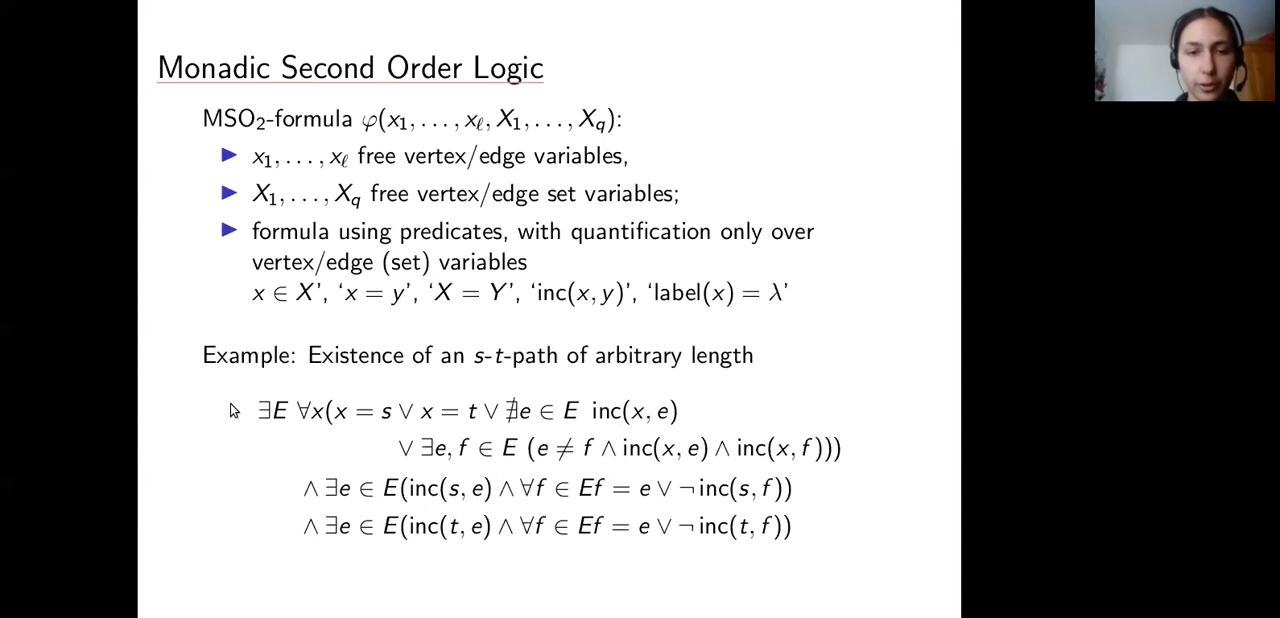 Monadic Second Order Logic
MSO₂-formula φ(x₁, …, xℓ, X₁, …, X_q):
▶ x₁, …, xℓ free vertex/edge variables,
▶ X₁, …, X_q free vertex/edge set variables;
▶ formula using predicates, with quantification only over
vertex/edge (set) variables
x ∈ X’, ‘x = y’, ‘X = Y’, ‘inc(x, y)’, ‘label(x) = λ’
Example: Existence of an s-t-path of arbitrary length
∃E ∀x(x = s ∨ x = t ∨ ∄e ∈ E inc(x, e)
∨ ∃e, f ∈ E (e ≠ f ∧ inc(x, e) ∧ inc(x, f)))
∧ ∃e ∈ E(inc(s, e) ∧ ∀f ∈ Ef = e ∨ ¬ inc(s, f))
∧ ∃e ∈ E(inc(t, e) ∧ ∀f ∈ Ef = e ∨ ¬ inc(t, f))